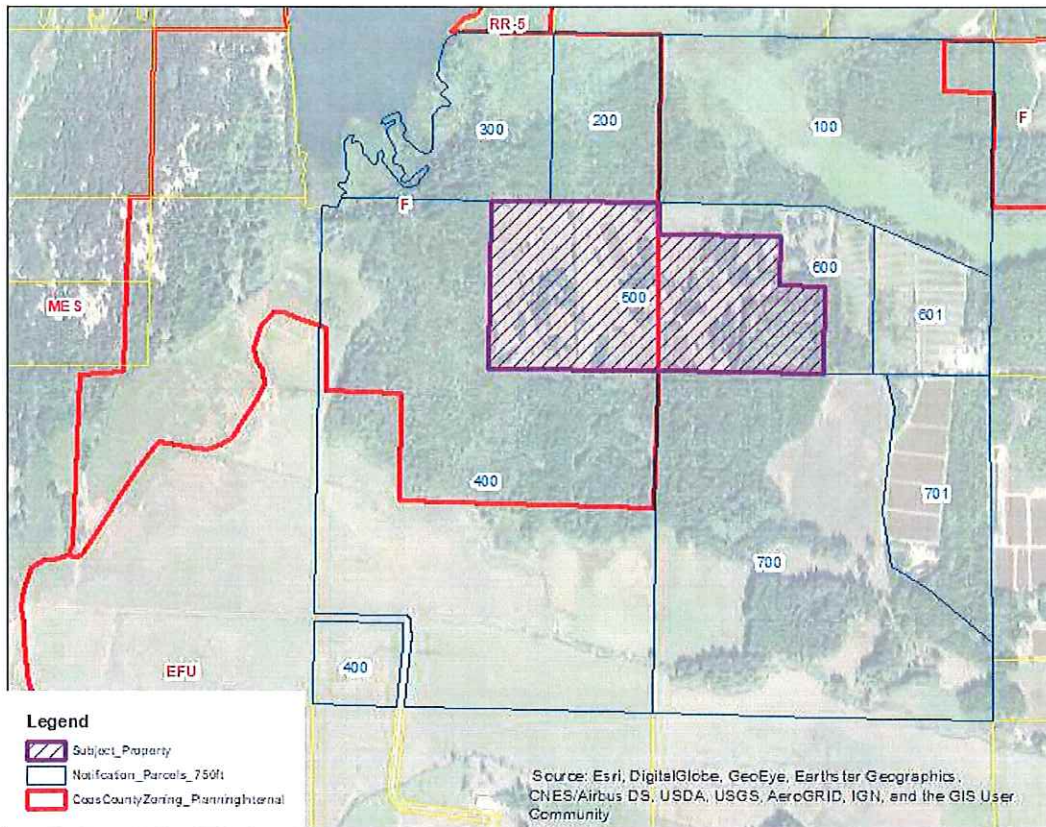 RR-5
300
200
100
F
F
MES
600
500
601
400
701
700
400
EFU
Legend
Subject_Property
Notification_Parcels_750ft
CoosCountyZoning_PlanningInternal
Source: Esri, DigitalGlobe, GeoEye, Earthstar Geographics,
CNES/Airbus DS, USDA, USGS, AeroGRID, IGN, and the GIS User
Community